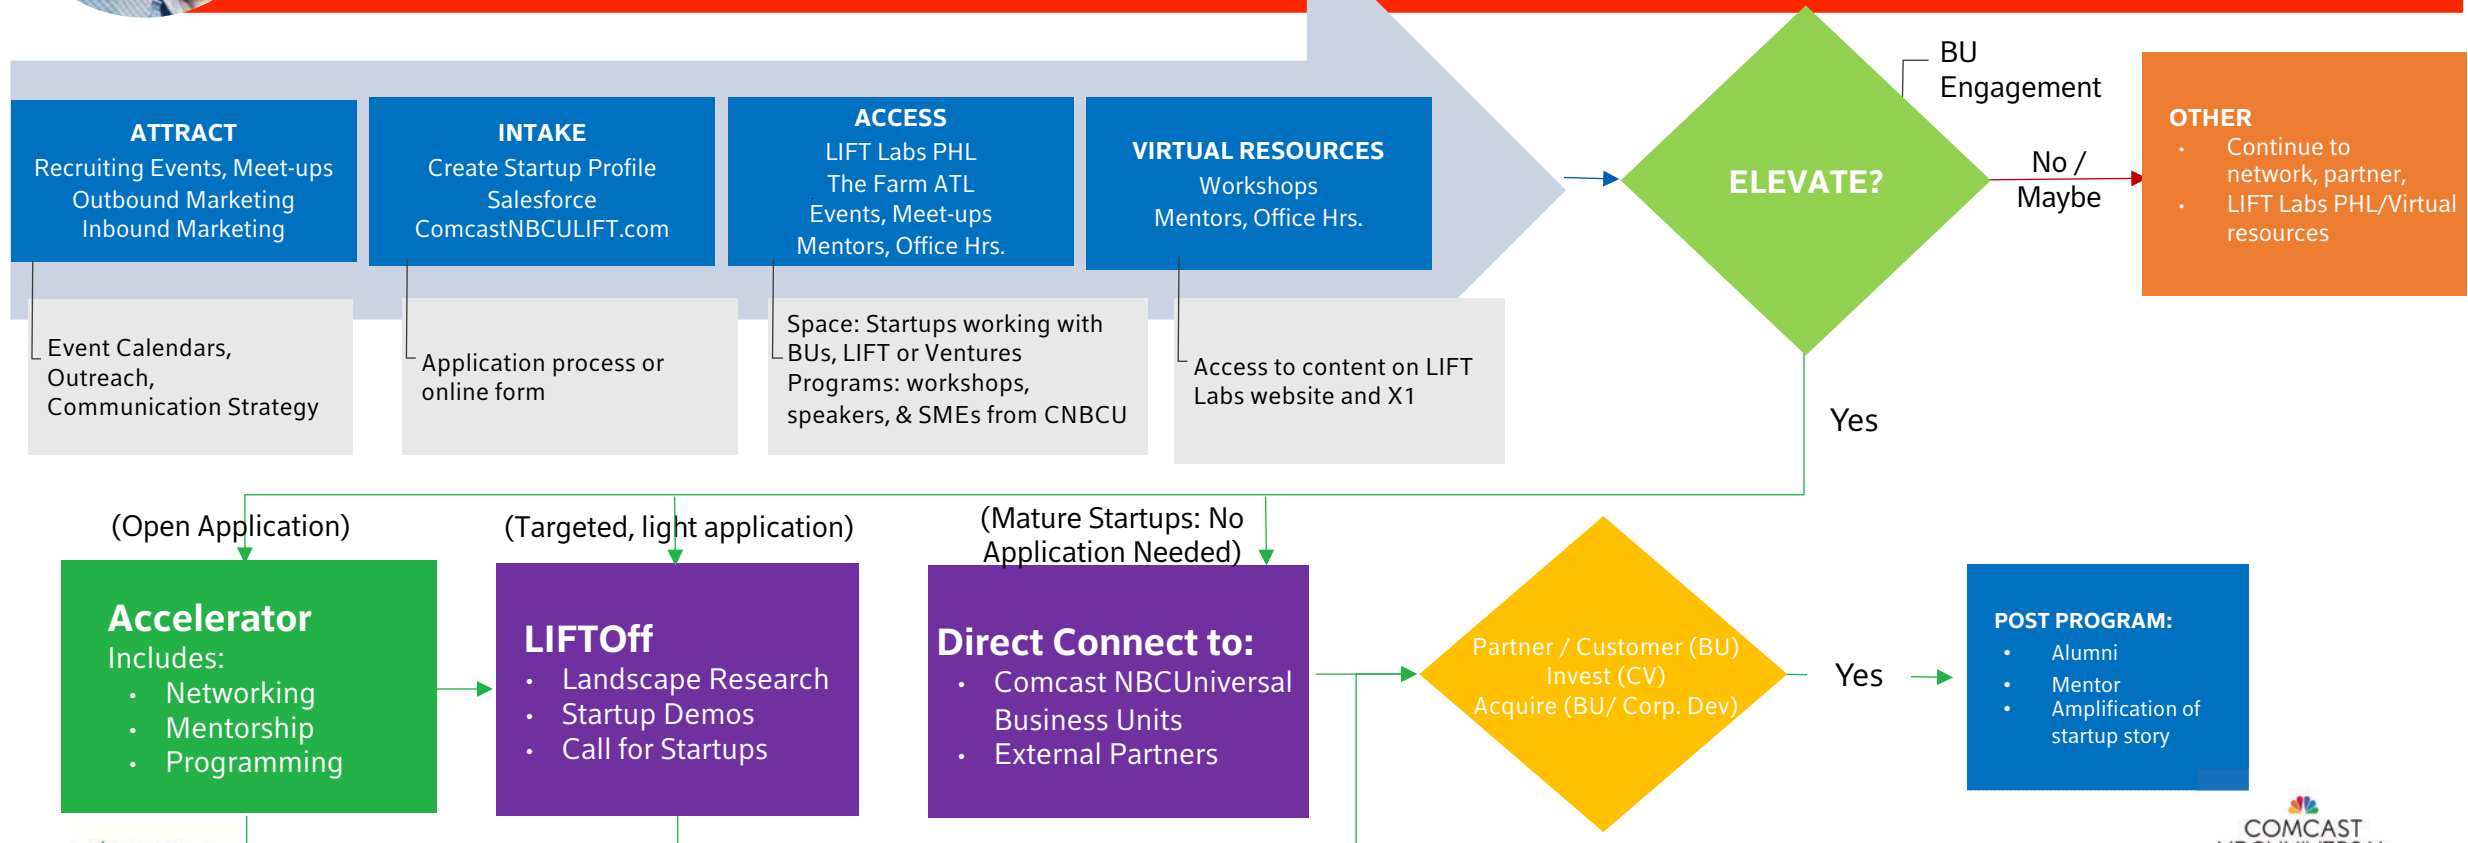 ATTRACT
Recruiting Events, Meet-ups
Outbound Marketing
Inbound Marketing
INTAKE
Create Startup Profile
Salesforce
ComcastNBCULIFT.com
ACCESS
LIFT Labs PHL
The Farm ATL
Events, Meet-ups
Mentors, Office Hrs.
VIRTUAL RESOURCES
Workshops
Mentors, Office Hrs.
ELEVATE?
BU
Engagement
No /
Maybe
OTHER
• Continue to
network, partner,
• LIFT Labs PHL/Virtual
resources
Event Calendars,
Outreach,
Communication Strategy
Application process or
online form
Space: Startups working with
BUs, LIFT or Ventures
Programs: workshops,
speakers, & SMEs from CNBCU
Access to content on LIFT
Labs website and X1
Yes
(Open Application)
(Targeted, light application)
(Mature Startups: No
Application Needed)
Accelerator
Includes:
• Networking
• Mentorship
• Programming
LIFTOff
• Landscape Research
• Startup Demos
• Call for Startups
Direct Connect to:
• Comcast NBCUniversal
Business Units
• External Partners
Partner / Customer (BU)
Invest (CV)
Acquire (BU/ Corp. Dev)
Yes
POST PROGRAM:
• Alumni
• Mentor
• Amplification of
startup story
COMCAST
NBCUNIVERSAL